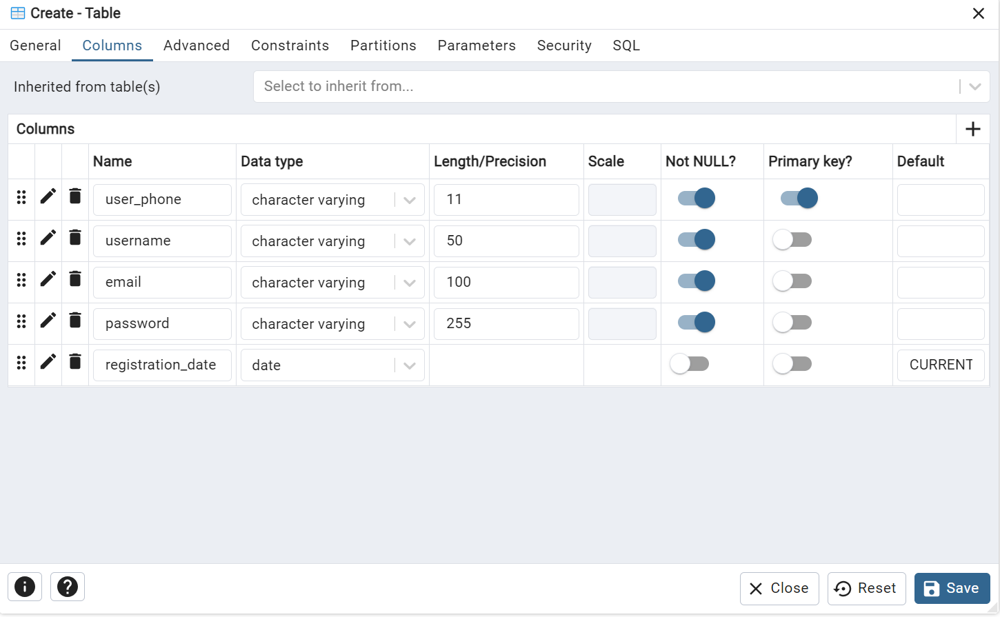 Create - Table
General Columns Advanced Constraints Partitions Parameters Security SQL
Inherited from table(s) Select to inherit from...
Columns
Name Data type Length/Precision Scale Not NULL? Primary key? Default
user_phone character varying 11
username character varying 50
email character varying 100
password character varying 255
registration_date date CURRENT
Close Reset Save